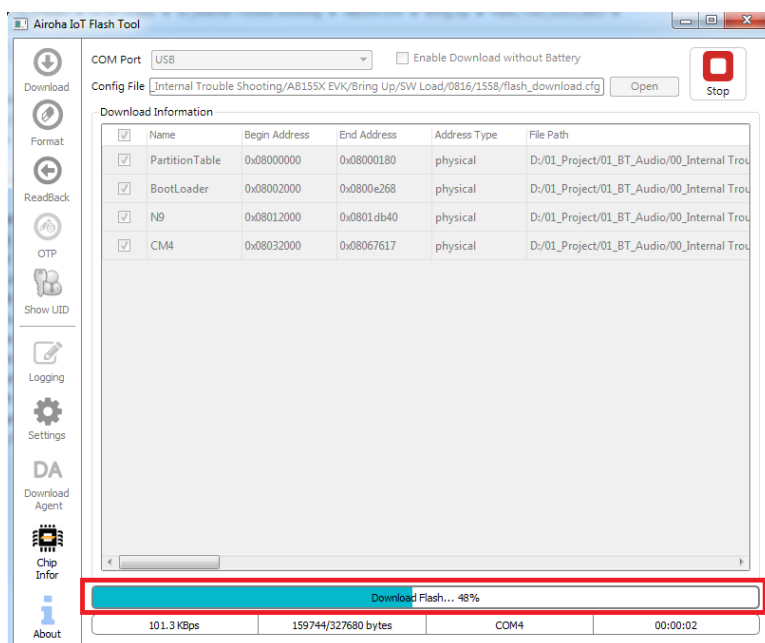 Airoha IoT Flash Tool
Download
Format
ReadBack
OTP
Show UID
Logging
Settings
DA
Download
Agent
Chip
Infor
About
COM Port USB Enable Download without Battery
Config File _Internal Trouble Shooting/AB155X EVK/Bring Up/SW Load/0816/1558/flash_download.cfg Open
Stop
Download Information
Name Begin Address End Address Address Type File Path
PartitionTable 0x08000000 0x08000180 physical D:/01_Project/01_BT_Audio/00_Internal Trou
BootLoader 0x08002000 0x0800e268 physical D:/01_Project/01_BT_Audio/00_Internal Trou
N9 0x08012000 0x0801db40 physical D:/01_Project/01_BT_Audio/00_Internal Trou
CM4 0x08032000 0x08067617 physical D:/01_Project/01_BT_Audio/00_Internal Trou
Download Flash... 48%
101.3 KBps 159744/327680 bytes COM4 00:00:02